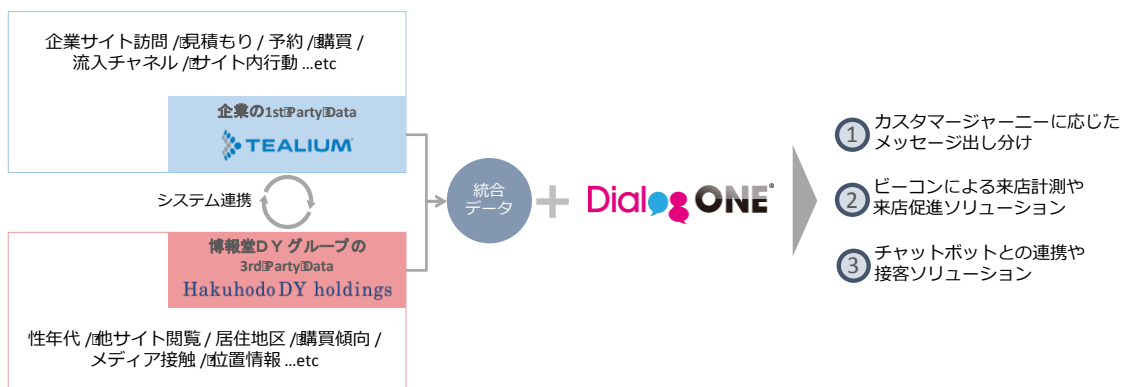 企業サイト訪問 / 見積もり / 予約 / 購買 /
流入チャネル / サイト内行動 ...etc
企業の1st Party Data
TEALIUM
システム連携
博報堂DYグループの
3rd Party Data
Hakuhodo DY holdings
性年代 / 他サイト閲覧 / 居住地区 / 購買傾向 /
メディア接触 / 位置情報 ...etc
統合
データ
+
Dialog ONE®
1 カスタマージャーニーに応じた
メッセージ出し分け
2 ビーコンによる来店計測や
来店促進ソリューション
3 チャットボットとの連携や
接客ソリューション